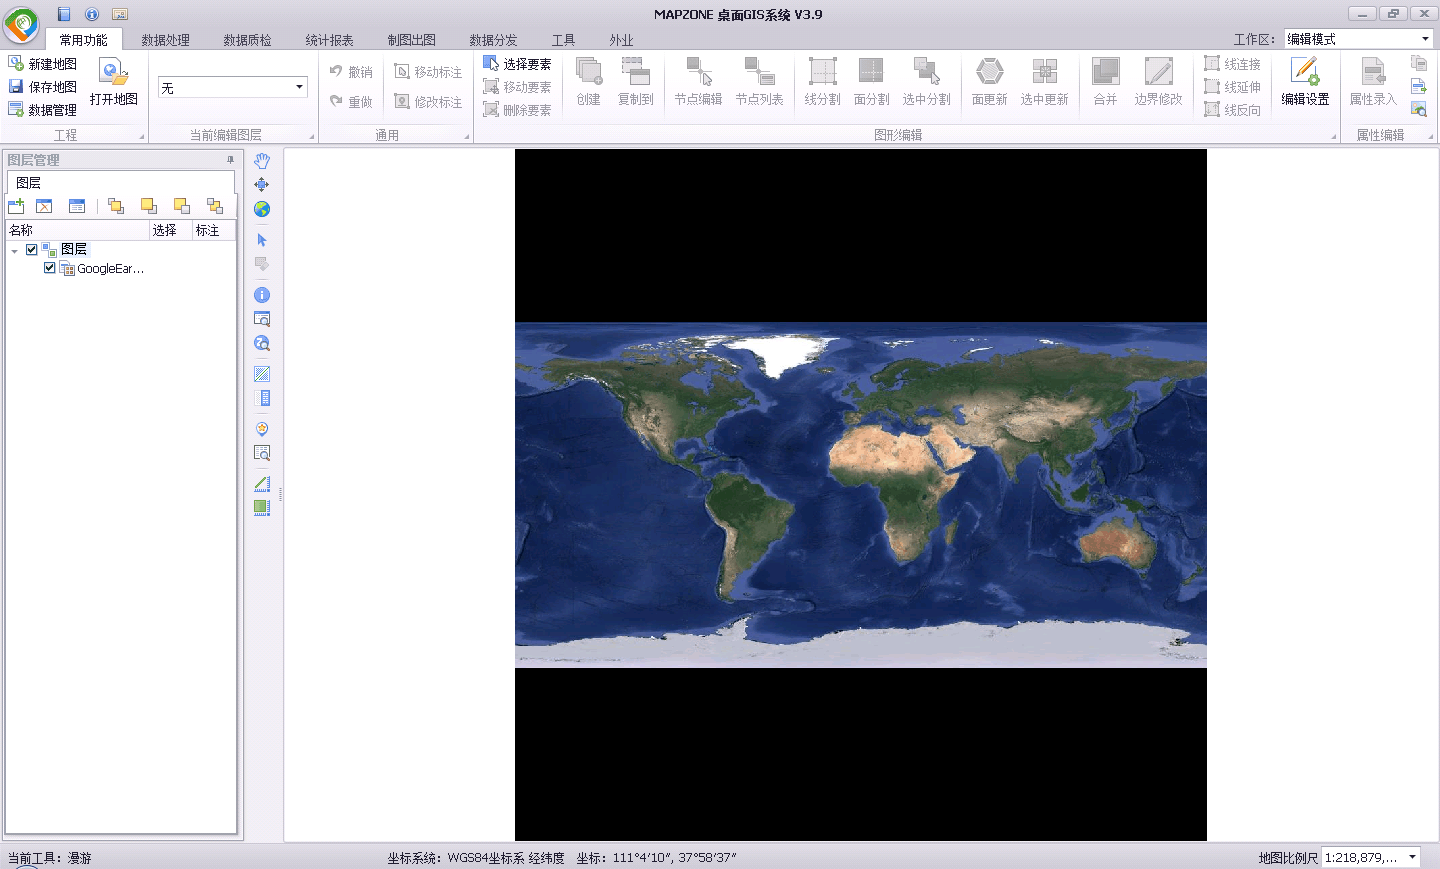 MAPZONE 桌面GIS系统 V3.9
常用功能 数据处理 数据质检 统计报表 制图出图 数据分发 工具 外业 工作区： 编辑模式
新建地图
保存地图
数据管理
打开地图
工程
无
当前编辑图层
撤销 移动标注
重做 修改标注
通用
选择要素
移动要素
删除要素
创建 复制到 节点编辑 节点列表 线分割 面分割 选中分割 面更新 选中更新 合并 边界修改
线连接
线延伸
线反向
编辑设置
图形编辑
属性录入
属性编辑
图层管理
图层
名称 选择 标注
图层
GoogleEar...
当前工具：漫游 坐标系统：WGS84坐标系 经纬度 坐标：111°4′10″, 37°58′37″ 地图比例尺 1:218,879,...